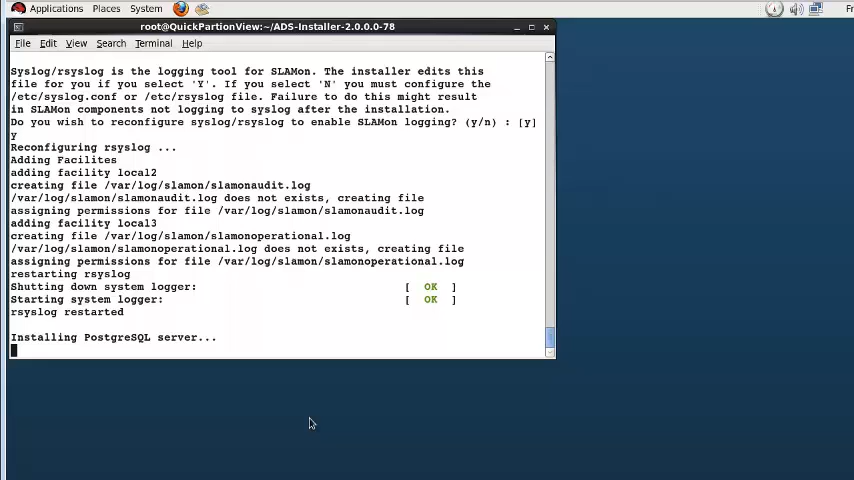 Applications Places System
Fr
root@QuickPartionView:~/ADS-Installer-2.0.0.0-78
File Edit View Search Terminal Help
Syslog/rsyslog is the logging tool for SLAMon. The installer edits this
file for you if you select 'Y'. If you select 'N' you must configure the
/etc/syslog.conf or /etc/rsyslog file. Failure to do this might result
in SLAMon components not logging to syslog after the installation.
Do you wish to reconfigure syslog/rsyslog to enable SLAMon logging? (y/n) : [y]
y
Reconfiguring rsyslog ...
Adding Facilites
adding facility local2
creating file /var/log/slamon/slamonaudit.log
/var/log/slamon/slamonaudit.log does not exists, creating file
assigning permissions for file /var/log/slamon/slamonaudit.log
adding facility local3
creating file /var/log/slamon/slamonoperational.log
/var/log/slamon/slamonoperational.log does not exists, creating file
assigning permissions for file /var/log/slamon/slamonoperational.log
restarting rsyslog
Shutting down system logger: [ OK ]
Starting system logger: [ OK ]
rsyslog restarted
Installing PostgreSQL server...